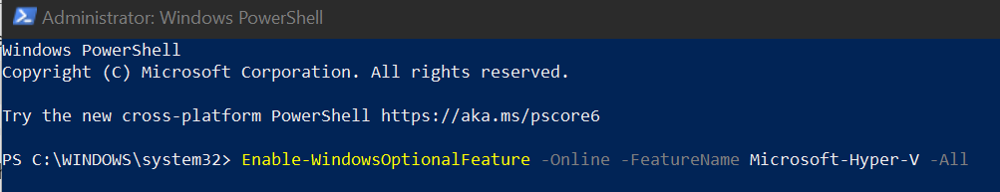 Administrator: Windows PowerShell
Windows PowerShell
Copyright (C) Microsoft Corporation. All rights reserved.
Try the new cross-platform PowerShell https://aka.ms/pscore6
PS C:\WINDOWS\system32> Enable-WindowsOptionalFeature -Online -FeatureName Microsoft-Hyper-V -All